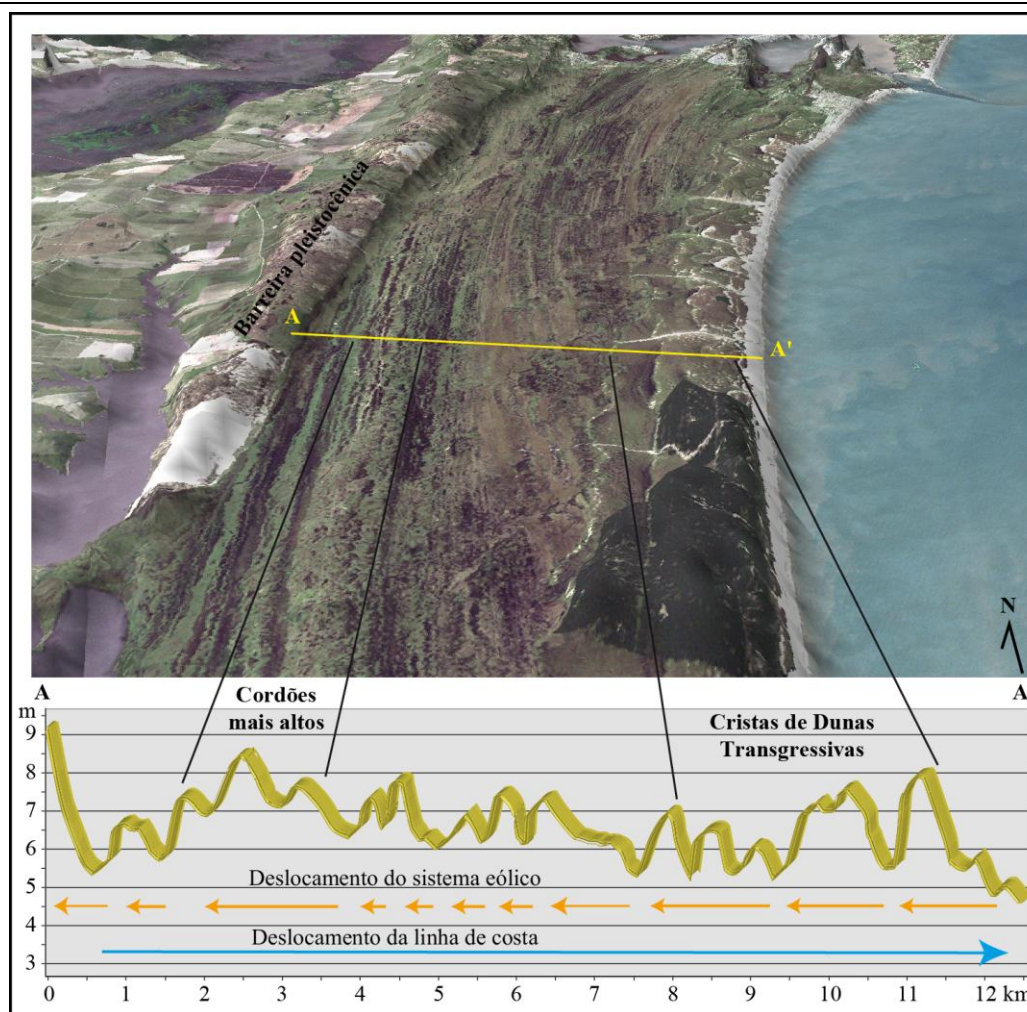 Barreira pleistocênica
A
A'
N
A
A
Cordões
mais altos
Cristas de Dunas
Transgressivas
m
9
8
7
6
5
4
3
Deslocamento do sistema eólico
Deslocamento da linha de costa
0 1 2 3 4 5 6 7 8 9 10 11 12 km